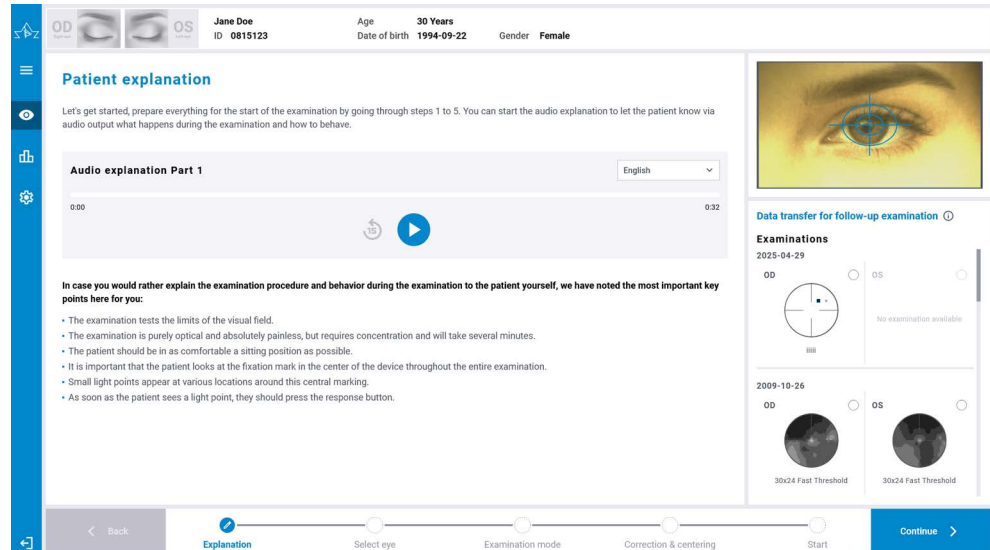 OD
OS
Jane Doe
ID 0815123
Age 30 Years
Date of birth 1994-09-22 Gender Female
Patient explanation
Let's get started, prepare everything for the start of the examination by going through steps 1 to 5. You can start the audio explanation to let the patient know via
audio output what happens during the examination and how to behave.
Audio explanation Part 1
English
0:00
0:32
15
In case you would rather explain the examination procedure and behavior during the examination to the patient yourself, we have noted the most important key
points here for you:
• The examination tests the limits of the visual field.
• The examination is purely optical and absolutely painless, but requires concentration and will take several minutes.
• The patient should be in as comfortable a sitting position as possible.
• It is important that the patient looks at the fixation mark in the center of the device throughout the entire examination.
• Small light points appear at various locations around this central marking.
• As soon as the patient sees a light point, they should press the response button.
Data transfer for follow-up examination
Examinations
2025-04-29
OD OS
No examination available
2009-10-26
OD OS
30x24 Fast Threshold 30x24 Fast Threshold
Back
Explanation
Select eye
Examination mode
Correction & centering
Start
Continue